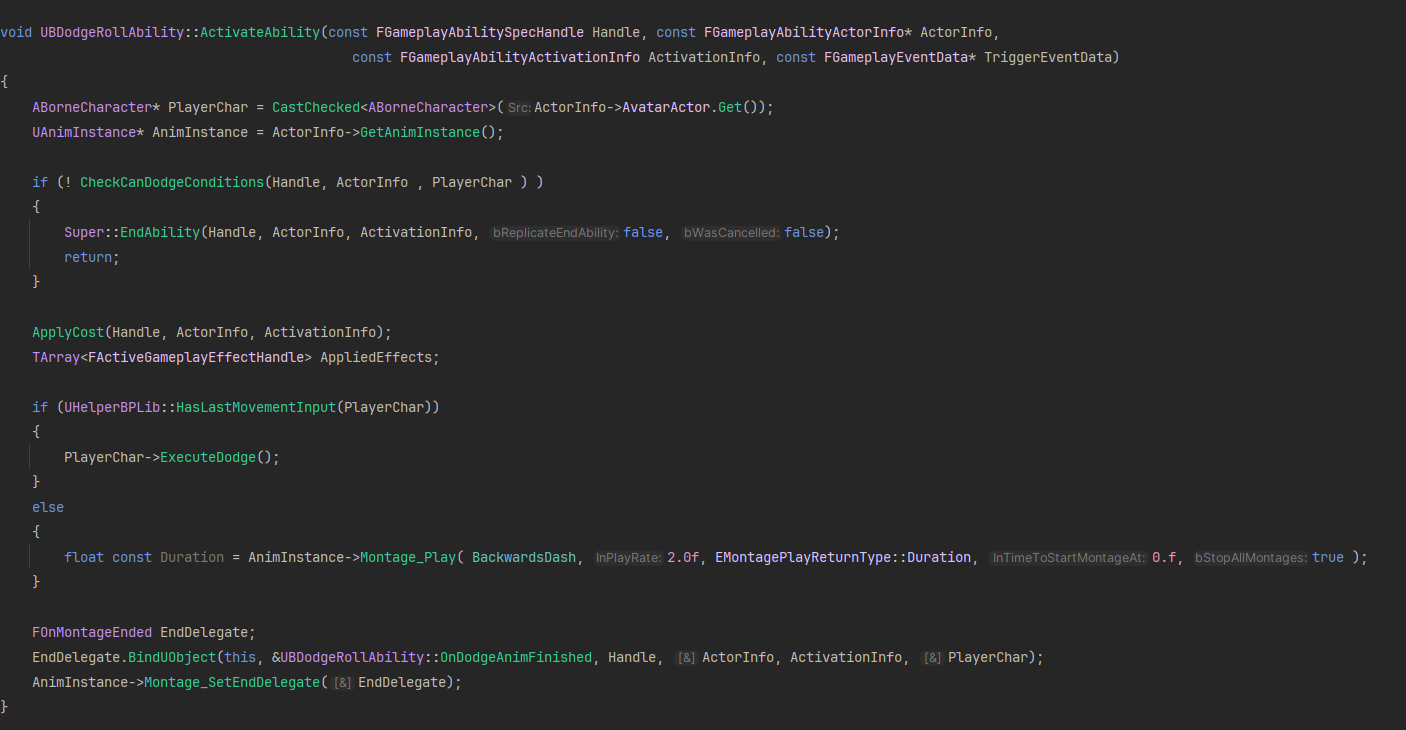 void UBDodgeRollAbility::ActivateAbility(const FGameplayAbilitySpecHandle Handle, const FGameplayAbilityActorInfo* ActorInfo,
const FGameplayAbilityActivationInfo ActivationInfo, const FGameplayEventData* TriggerEventData)
{
ABorneCharacter* PlayerChar = CastChecked<ABorneCharacter>( Src: ActorInfo->AvatarActor.Get());
UAnimInstance* AnimInstance = ActorInfo->GetAnimInstance();
if (! CheckCanDodgeConditions(Handle, ActorInfo , PlayerChar ) )
{
Super::EndAbility(Handle, ActorInfo, ActivationInfo, bReplicateEndAbility: false, bWasCancelled: false);
return;
}
ApplyCost(Handle, ActorInfo, ActivationInfo);
TArray<FActiveGameplayEffectHandle> AppliedEffects;
if (UHelperBPLib::HasLastMovementInput(PlayerChar))
{
PlayerChar->ExecuteDodge();
}
else
{
float const Duration = AnimInstance->Montage_Play( BackwardsDash, InPlayRate: 2.0f, EMontagePlayReturnType::Duration, InTimeToStartMontageAt: 0.f, bStopAllMontages: true );
}
FOnMontageEnded EndDelegate;
EndDelegate.BindUObject(this, &UBDodgeRollAbility::OnDodgeAnimFinished, Handle, [&] ActorInfo, ActivationInfo, [&] PlayerChar);
AnimInstance->Montage_SetEndDelegate( [&] EndDelegate);
}